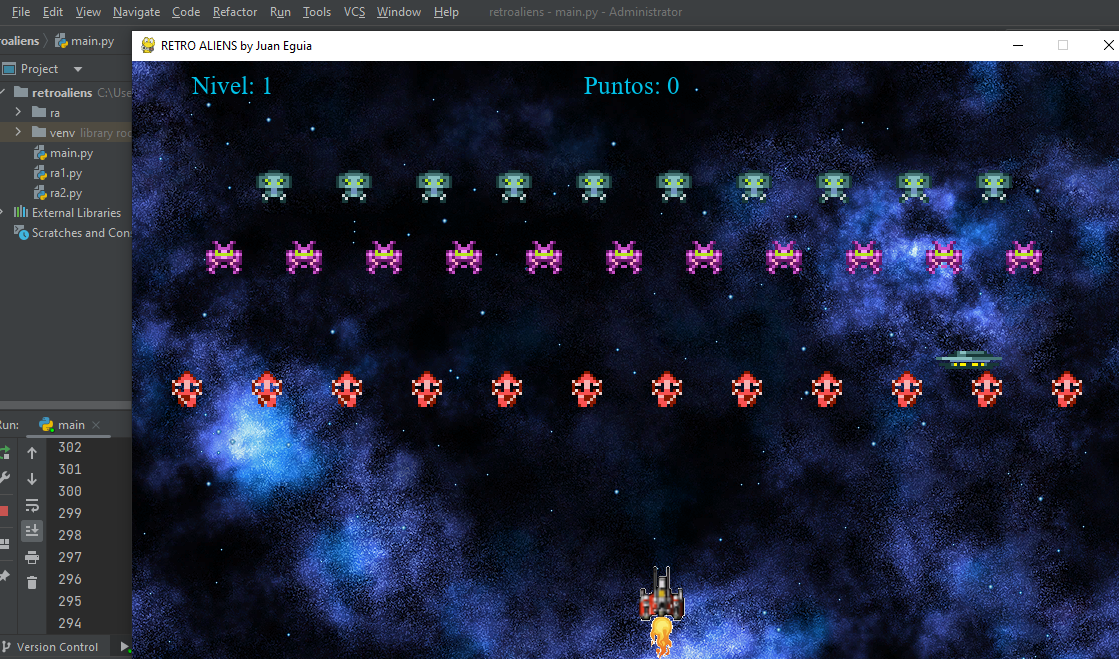 File Edit View Navigate Code Refactor Run Tools VCS Window Help retroaliens - main.py - Administrator
roaliens main.py
RETRO ALIENS by Juan Eguia
Project
Nivel: 1 Puntos: 0
retroaliens C:\Use
ra
venv library roo
main.py
ra1.py
ra2.py
External Libraries
Scratches and Con
Run: main
302
301
300
299
298
297
296
295
294
Version Control